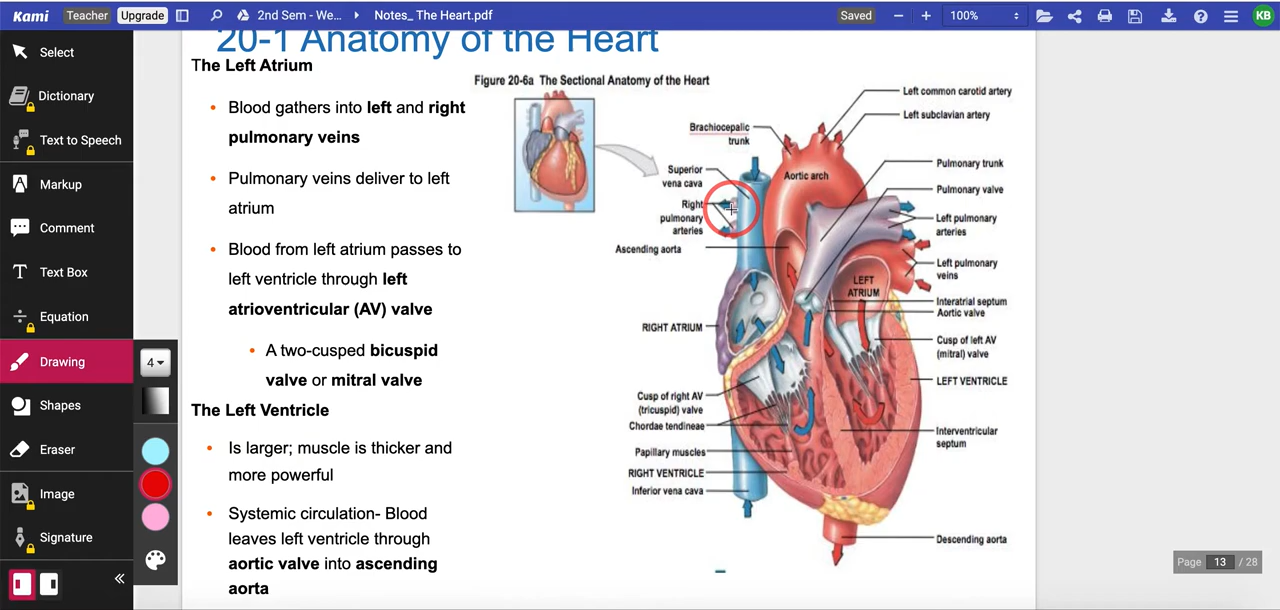 Kami
Teacher
Upgrade
2nd Sem - We...
Notes_ The Heart.pdf
Saved
100%
KB
Select
Dictionary
Text to Speech
Markup
Comment
Text Box
Equation
Drawing
Shapes
Eraser
Image
Signature
4
20-1 Anatomy of the Heart
The Left Atrium
• Blood gathers into left and right
pulmonary veins
• Pulmonary veins deliver to left
atrium
• Blood from left atrium passes to
left ventricle through left
atrioventricular (AV) valve
• A two-cusped bicuspid
valve or mitral valve
The Left Ventricle
• Is larger; muscle is thicker and
more powerful
• Systemic circulation- Blood
leaves left ventricle through
aortic valve into ascending
aorta
Figure 20-6a The Sectional Anatomy of the Heart
Brachiocepalic
trunk
Superior
vena cava
Right
pulmonary
arteries
Ascending aorta
RIGHT ATRIUM
Cusp of right AV
(tricuspid) valve
Chordae tendineae
Papillary muscles
RIGHT VENTRICLE
Inferior vena cava
Aortic arch
LEFT
ATRIUM
Left common carotid artery
Left subclavian artery
Pulmonary trunk
Pulmonary valve
Left pulmonary
arteries
Left pulmonary
veins
Interatrial septum
Aortic valve
Cusp of left AV
(mitral) valve
LEFT VENTRICLE
Interventricular
septum
Descending aorta
Page 13 / 28